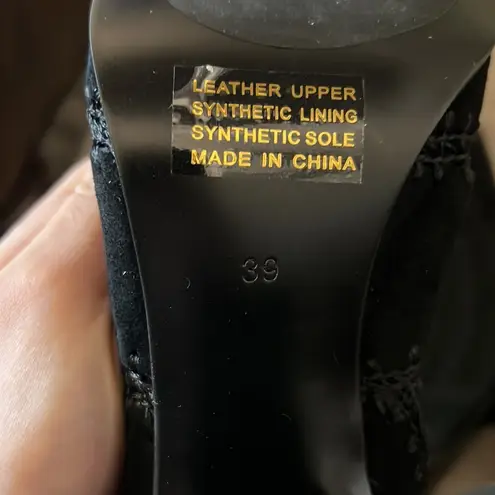 LEATHER UPPER
SYNTHETIC LINING
SYNTHETIC SOLE
MADE IN CHINA
39